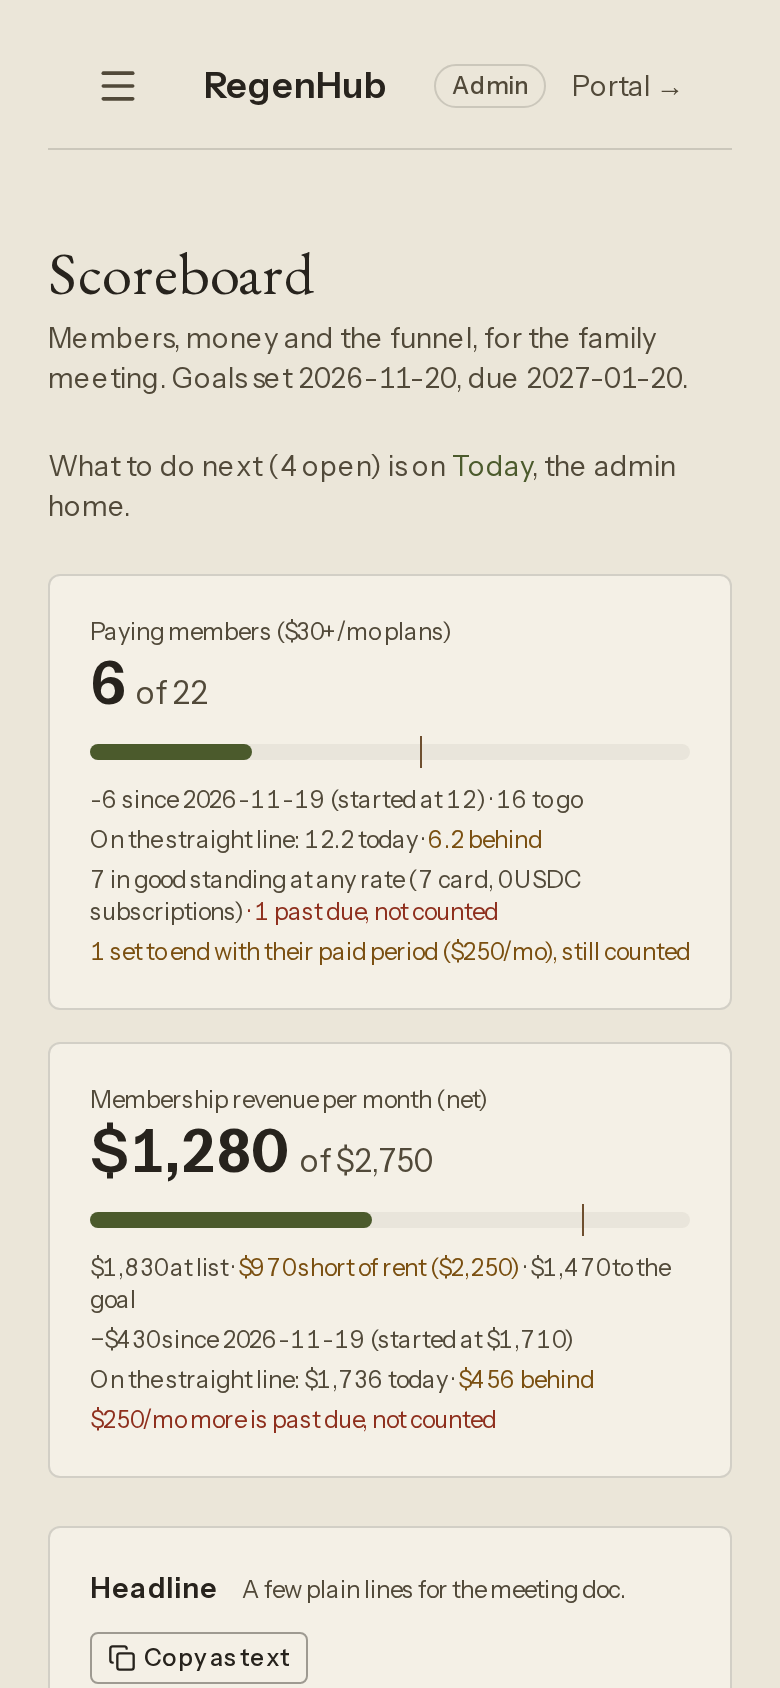 RegenHub
Admin
Portal →
Scoreboard
Members, money and the funnel, for the family
meeting. Goals set 2026-11-20, due 2027-01-20.
What to do next (4 open) is on Today, the admin
home.
Paying members ($30+/mo plans)
6 of 22
-6 since 2026-11-19 (started at 12) · 16 to go
On the straight line: 12.2 today · 6.2 behind
7 in good standing at any rate (7 card, 0 USDC
subscriptions) · 1 past due, not counted
1 set to end with their paid period ($250/mo), still counted
Membership revenue per month (net)
$1,280 of $2,750
$1,830 at list · $970 short of rent ($2,250) · $1,470 to the
goal
−$430 since 2026-11-19 (started at $1,710)
On the straight line: $1,736 today · $456 behind
$250/mo more is past due, not counted
Headline A few plain lines for the meeting doc.
Copy as text